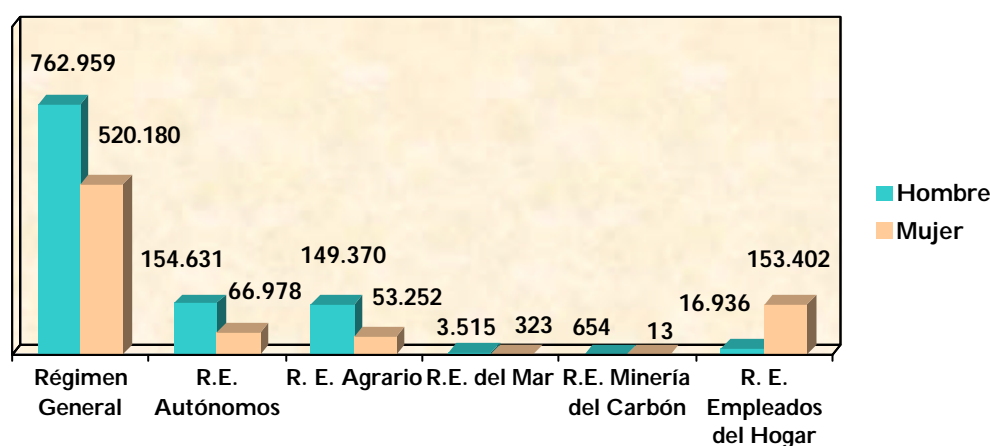 762.959
520.180
154.631
66.978
149.370
53.252
3.515
323
654
13
16.936
153.402
Hombre
Mujer
Régimen
General
R.E.
Autónomos
R. E. Agrario
R.E. del Mar
R.E. Minería
del Carbón
R. E.
Empleados
del Hogar